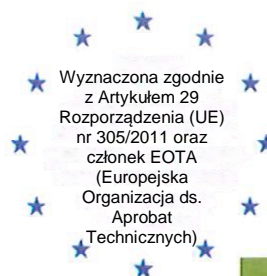 Wyznaczona zgodnie
z Artykułem 29
Rozporządzenia (UE)
nr 305/2011 oraz
członek EOTA
(Europejska
Organizacja ds.
Aprobat
Technicznych)